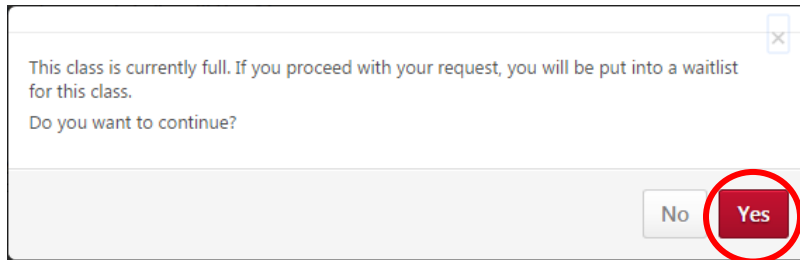 This class is currently full. If you proceed with your request, you will be put into a waitlist
for this class.
Do you want to continue?
No
Yes